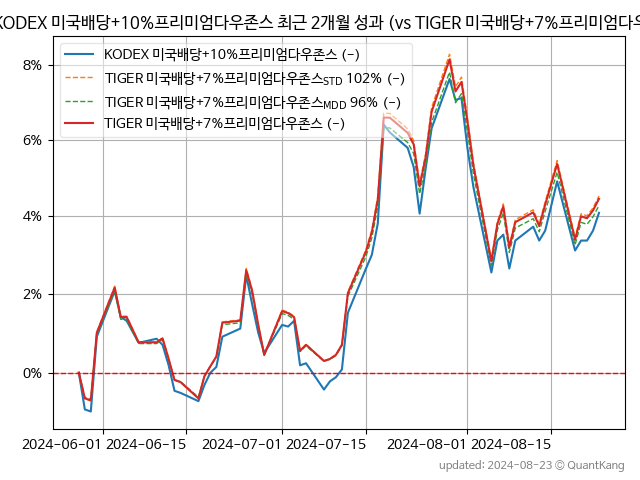 KODEX 미국배당+10%프리미엄다우존스 최근 2개월 성과 (vs TIGER 미국배당+7%프리미엄다우
KODEX 미국배당+10%프리미엄다우존스 (-)
TIGER 미국배당+7%프리미엄다우존스STD 102% (-)
TIGER 미국배당+7%프리미엄다우존스MDD 96% (-)
TIGER 미국배당+7%프리미엄다우존스 (-)
8%
6%
4%
2%
0%
2024-06-01 2024-06-15 2024-07-01 2024-07-15 2024-08-01 2024-08-15
updated: 2024-08-23 © QuantKang